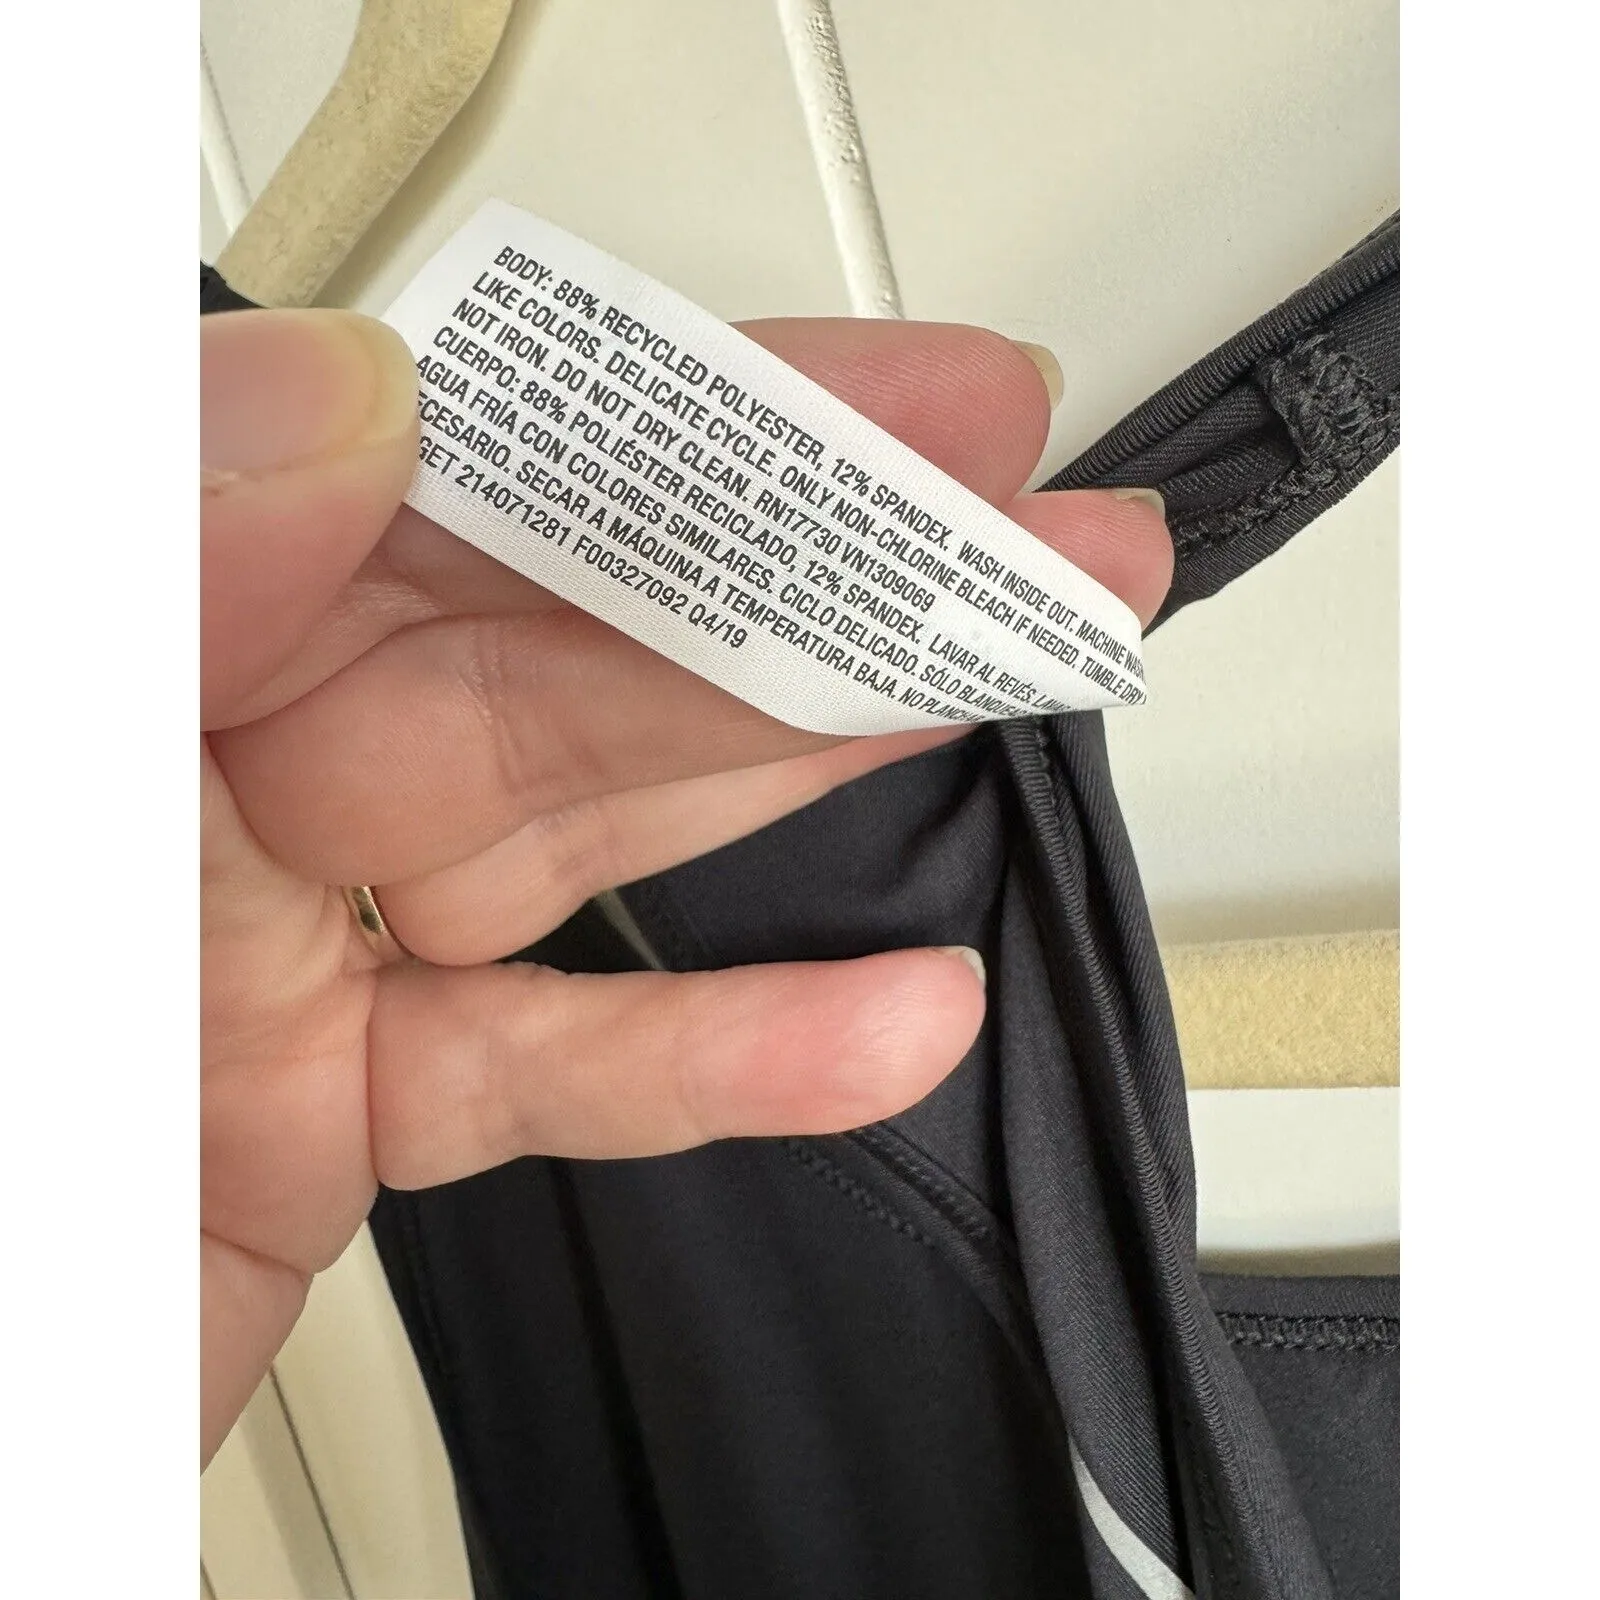 BODY: 88% RECYCLED POLYESTER, 12% SPANDEX. WASH INSIDE OUT. MACHINE
LIKE COLORS. DELICATE CYCLE. ONLY NON-CHLORINE BLEACH IF NEEDED. TUMBLE DRY
NOT IRON. DO NOT DRY CLEAN. RN17730 VN1309069
CUERPO: 88% POLIÉSTER RECICLADO, 12% SPANDEX. LAVAR AL REVÉS.
AGUA FRÍA CON COLORES SIMILARES. CICLO DELICADO. SÓLO
ECESARIO. SECAR A MÁQUINA A TEMPERATURA BAJA. NO
GET 214071281 F00327092 Q4/19